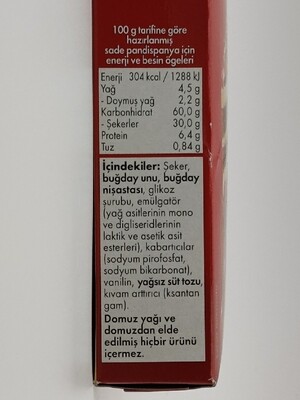 100 g tarifine göre
hazırlanmış
sade pandispanya için
enerji ve besin ögeleri
Enerji 304 kcal / 1288 kJ
Yağ 4,5 g
- Doymuş yağ 2,2 g
Karbonhidrat 60,0 g
- Şekerler 30,0 g
Protein 6,4 g
Tuz 0,84 g
İçindekiler: Şeker,
buğday unu, buğday
nişastası, glikoz
şurubu, emülgatör
(yağ asitlerinin mono
ve digliseridlerinin
laktik ve asetik asit
esterleri), kabartıcılar
(sodyum pirofosfat,
sodyum bikarbonat),
vanilin, yağsız süt tozu,
kıvam arttırıcı (ksantan
gam).
Domuz yağı ve
domuzdan elde
edilmiş hiçbir ürünü
içermez.